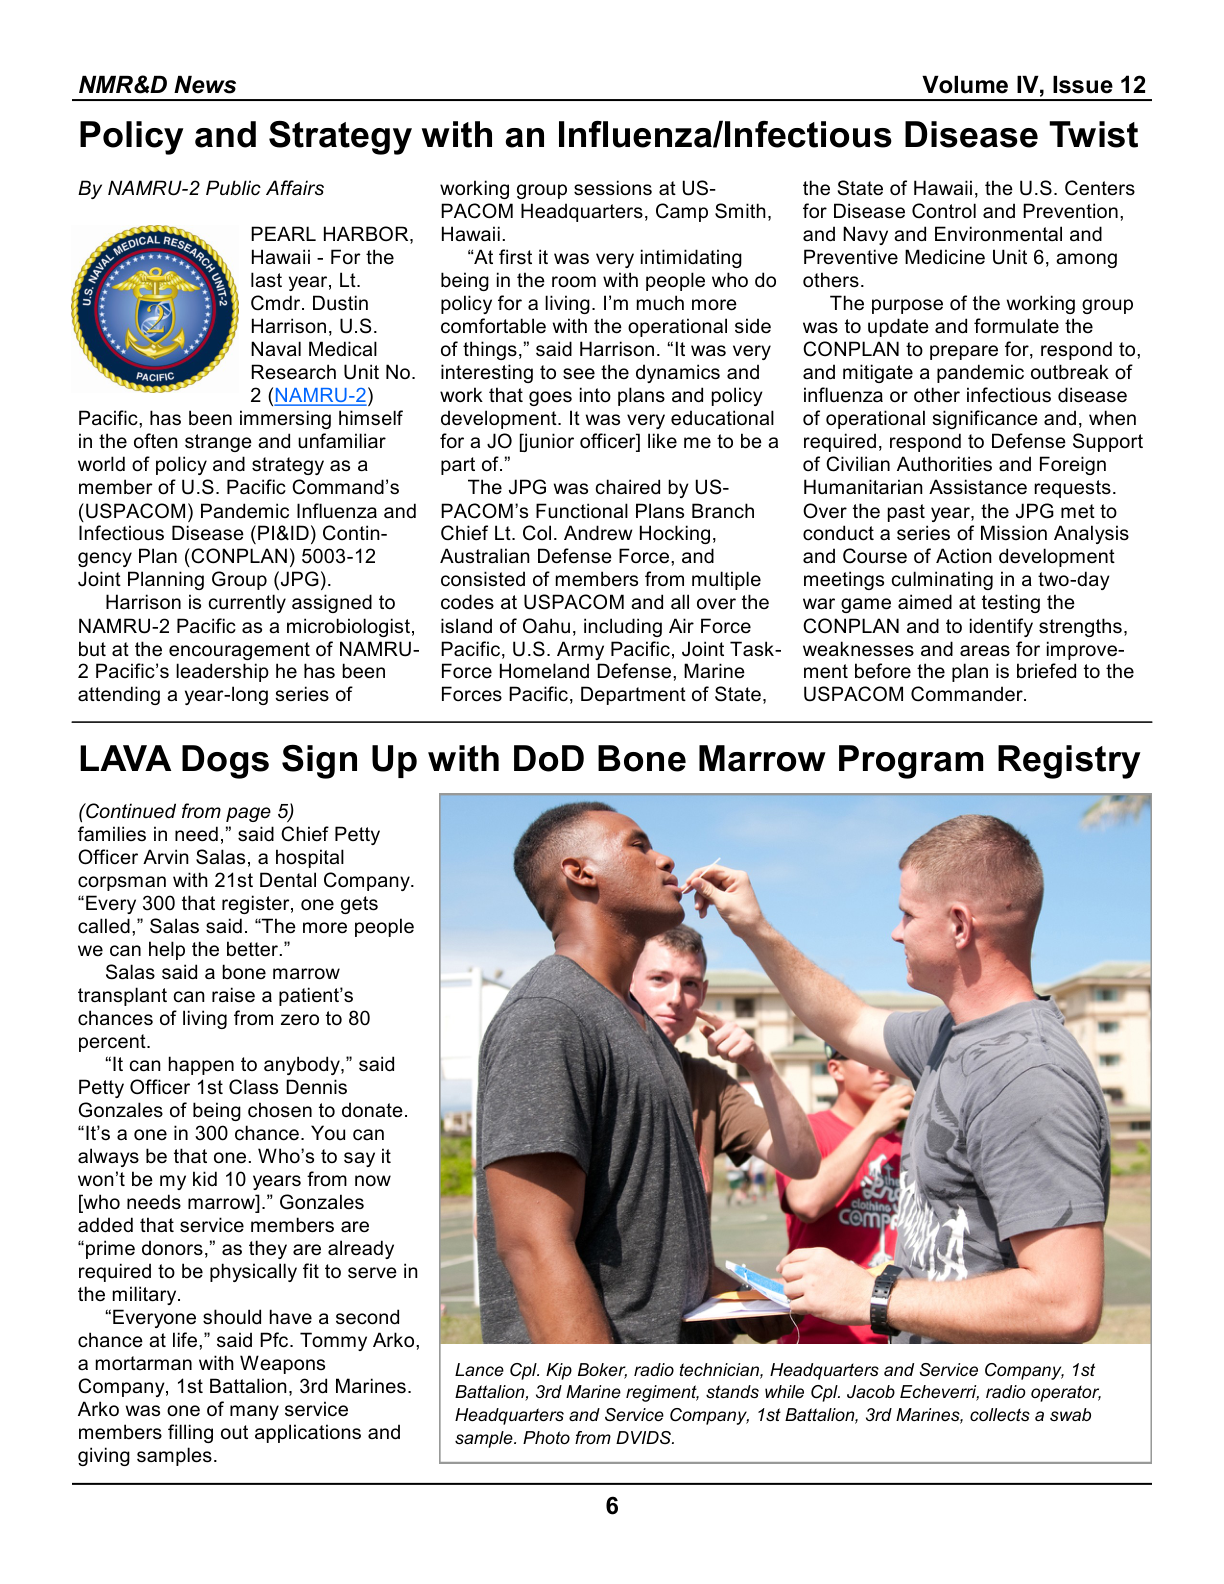 NMR&D News
Volume IV, Issue 12
Policy and Strategy with an Influenza/Infectious Disease Twist
By NAMRU-2 Public Affairs
U.S. NAVAL MEDICAL RESEARCH UNIT-2
2
PACIFIC
PEARL HARBOR,
Hawaii - For the
last year, Lt.
Cmdr. Dustin
Harrison, U.S.
Naval Medical
Research Unit No.
2 (NAMRU-2)
Pacific, has been immersing himself
in the often strange and unfamiliar
world of policy and strategy as a
member of U.S. Pacific Command’s
(USPACOM) Pandemic Influenza and
Infectious Disease (PI&ID) Contin-
gency Plan (CONPLAN) 5003-12
Joint Planning Group (JPG).
Harrison is currently assigned to
NAMRU-2 Pacific as a microbiologist,
but at the encouragement of NAMRU-
2 Pacific’s leadership he has been
attending a year-long series of
working group sessions at US-
PACOM Headquarters, Camp Smith,
Hawaii.
“At first it was very intimidating
being in the room with people who do
policy for a living. I’m much more
comfortable with the operational side
of things,” said Harrison. “It was very
interesting to see the dynamics and
work that goes into plans and policy
development. It was very educational
for a JO [junior officer] like me to be a
part of.”
The JPG was chaired by US-
PACOM’s Functional Plans Branch
Chief Lt. Col. Andrew Hocking,
Australian Defense Force, and
consisted of members from multiple
codes at USPACOM and all over the
island of Oahu, including Air Force
Pacific, U.S. Army Pacific, Joint Task-
Force Homeland Defense, Marine
Forces Pacific, Department of State,
the State of Hawaii, the U.S. Centers
for Disease Control and Prevention,
and Navy and Environmental and
Preventive Medicine Unit 6, among
others.
The purpose of the working group
was to update and formulate the
CONPLAN to prepare for, respond to,
and mitigate a pandemic outbreak of
influenza or other infectious disease
of operational significance and, when
required, respond to Defense Support
of Civilian Authorities and Foreign
Humanitarian Assistance requests.
Over the past year, the JPG met to
conduct a series of Mission Analysis
and Course of Action development
meetings culminating in a two-day
war game aimed at testing the
CONPLAN and to identify strengths,
weaknesses and areas for improve-
ment before the plan is briefed to the
USPACOM Commander.
LAVA Dogs Sign Up with DoD Bone Marrow Program Registry
(Continued from page 5)
families in need,” said Chief Petty
Officer Arvin Salas, a hospital
corpsman with 21st Dental Company.
“Every 300 that register, one gets
called,” Salas said. “The more people
we can help the better.”
Salas said a bone marrow
transplant can raise a patient’s
chances of living from zero to 80
percent.
“It can happen to anybody,” said
Petty Officer 1st Class Dennis
Gonzales of being chosen to donate.
“It’s a one in 300 chance. You can
always be that one. Who’s to say it
won’t be my kid 10 years from now
[who needs marrow].” Gonzales
added that service members are
“prime donors,” as they are already
required to be physically fit to serve in
the military.
“Everyone should have a second
chance at life,” said Pfc. Tommy Arko,
a mortarman with Weapons
Company, 1st Battalion, 3rd Marines.
Arko was one of many service
members filling out applications and
giving samples.
the
clothing
Lance Cpl. Kip Boker, radio technician, Headquarters and Service Company, 1st
Battalion, 3rd Marine regiment, stands while Cpl. Jacob Echeverri, radio operator,
Headquarters and Service Company, 1st Battalion, 3rd Marines, collects a swab
sample. Photo from DVIDS.
6